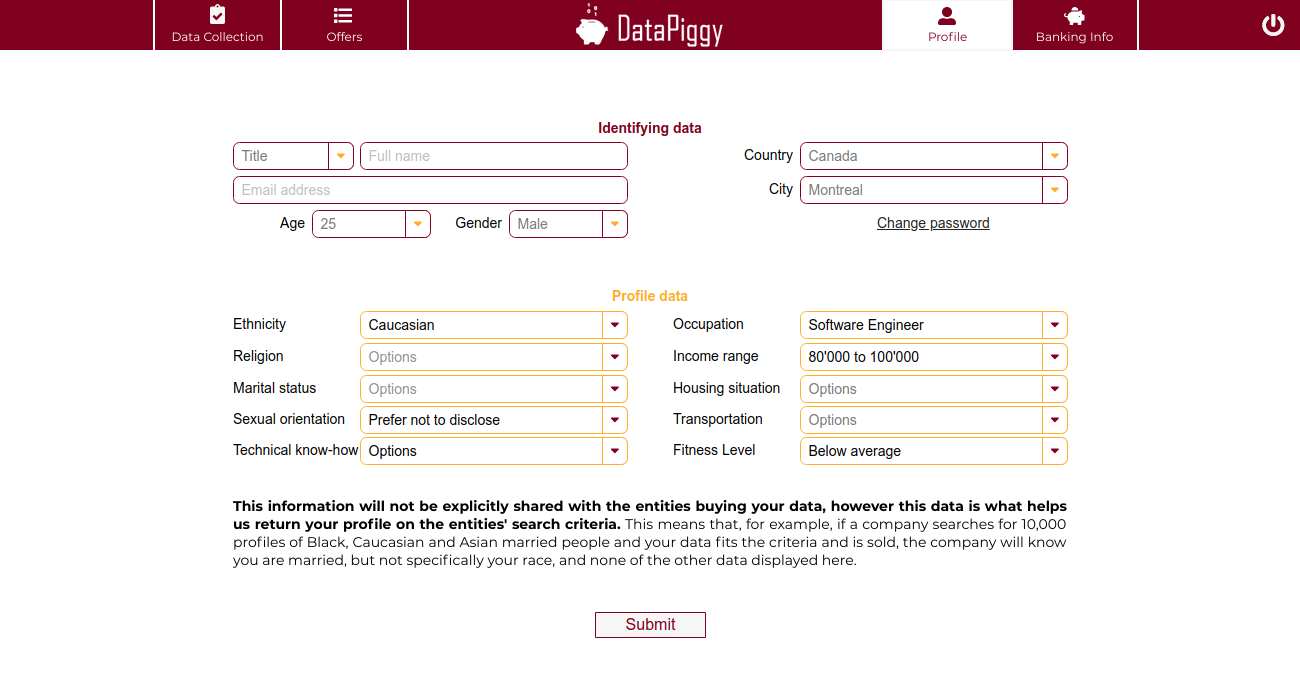 Data Collection
Offers
DataPiggy
Profile
Banking Info
Identifying data
Title
Full name
Country
Canada
Email address
City
Montreal
Age
25
Gender
Male
Change password
Profile data
Ethnicity
Caucasian
Occupation
Software Engineer
Religion
Options
Income range
80'000 to 100'000
Marital status
Options
Housing situation
Options
Sexual orientation
Prefer not to disclose
Transportation
Options
Technical know-how
Options
Fitness Level
Below average
This information will not be explicitly shared with the entities buying your data, however this data is what helps
us return your profile on the entities' search criteria. This means that, for example, if a company searches for 10,000
profiles of Black, Caucasian and Asian married people and your data fits the criteria and is sold, the company will know
you are married, but not specifically your race, and none of the other data displayed here.
Submit